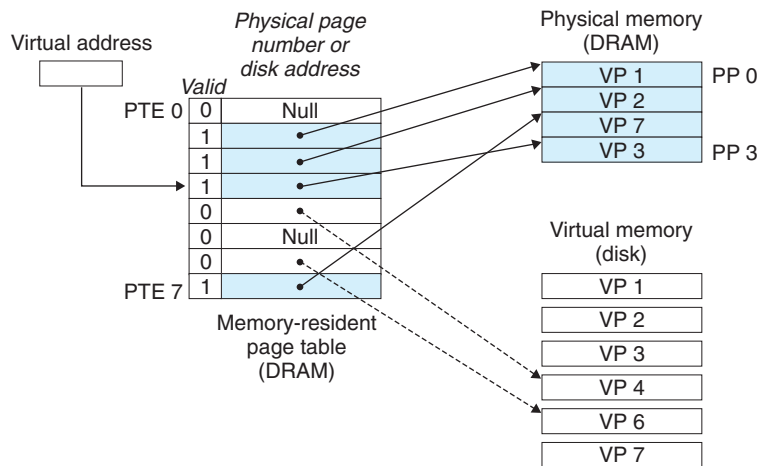 Virtual address
Physical page
number or
disk address
Valid
PTE 0
0
Null
1
1
1
0
0
Null
0
PTE 7
1
Memory-resident
page table
(DRAM)
Physical memory
(DRAM)
VP 1
PP 0
VP 2
VP 7
VP 3
PP 3
Virtual memory
(disk)
VP 1
VP 2
VP 3
VP 4
VP 6
VP 7